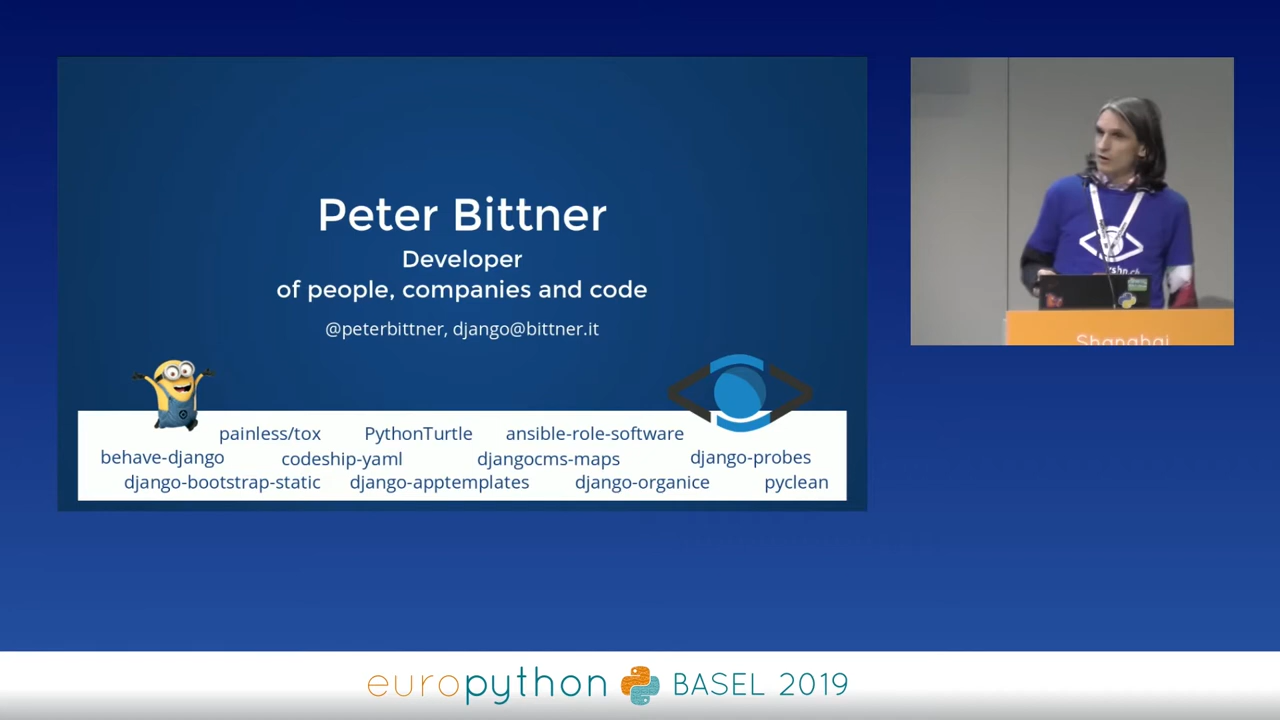 Peter Bittner
Developer
of people, companies and code
@peterbittner, django@bittner.it
painless/tox PythonTurtle ansible-role-software
behave-django codeship-yaml djangocms-maps django-probes
django-bootstrap-static django-apptemplates django-organice pyclean
Shanghai
europython BASEL 2019